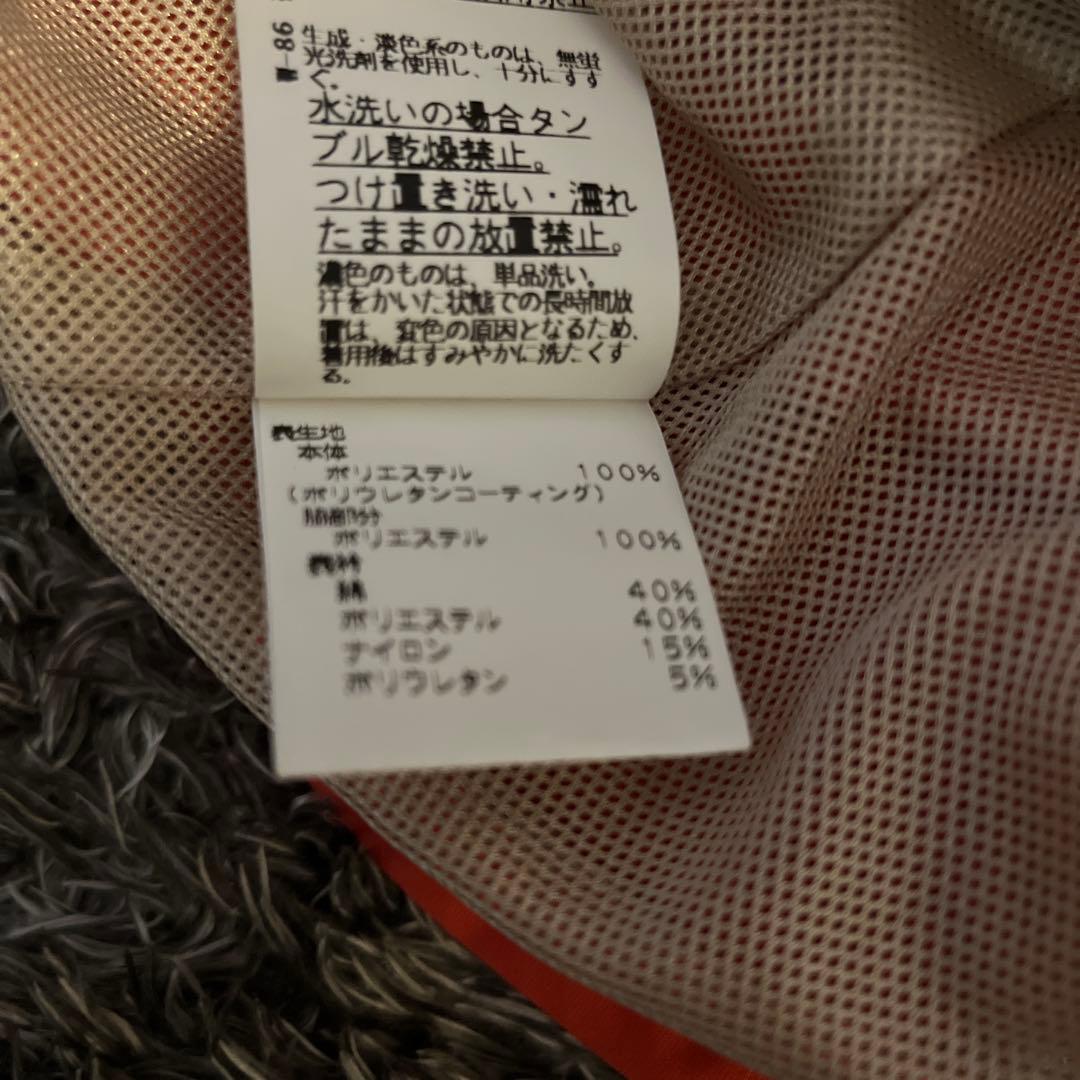 W-86
生成・淡色系のものは、無蛍
光洗剤を使用し、十分にすす
ぐ。
水洗いの場合タン
ブル乾燥禁止。
つけ置き洗い・濡れ
たままの放置禁止。
濃色のものは、単品洗い。
汗をかいた状態での長時間放
置は、変色の原因となるため、
着用後はすみやかに洗たくす
る。
表生地
本体
ポリエステル 100%
(ポリウレタンコーティング)
脇部分
ポリエステル 100%
表衿
綿 40%
ポリエステル 40%
ナイロン 15%
ポリウレタン 5%